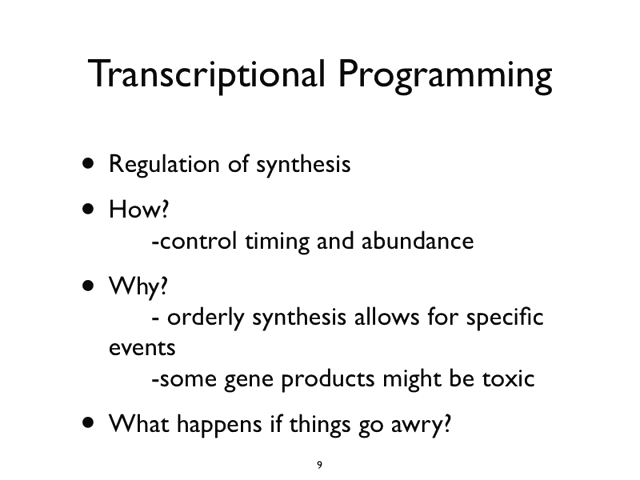 Transcriptional Programming
• Regulation of synthesis
• How?
-control timing and abundance
• Why?
- orderly synthesis allows for specific
events
-some gene products might be toxic
• What happens if things go awry?
9